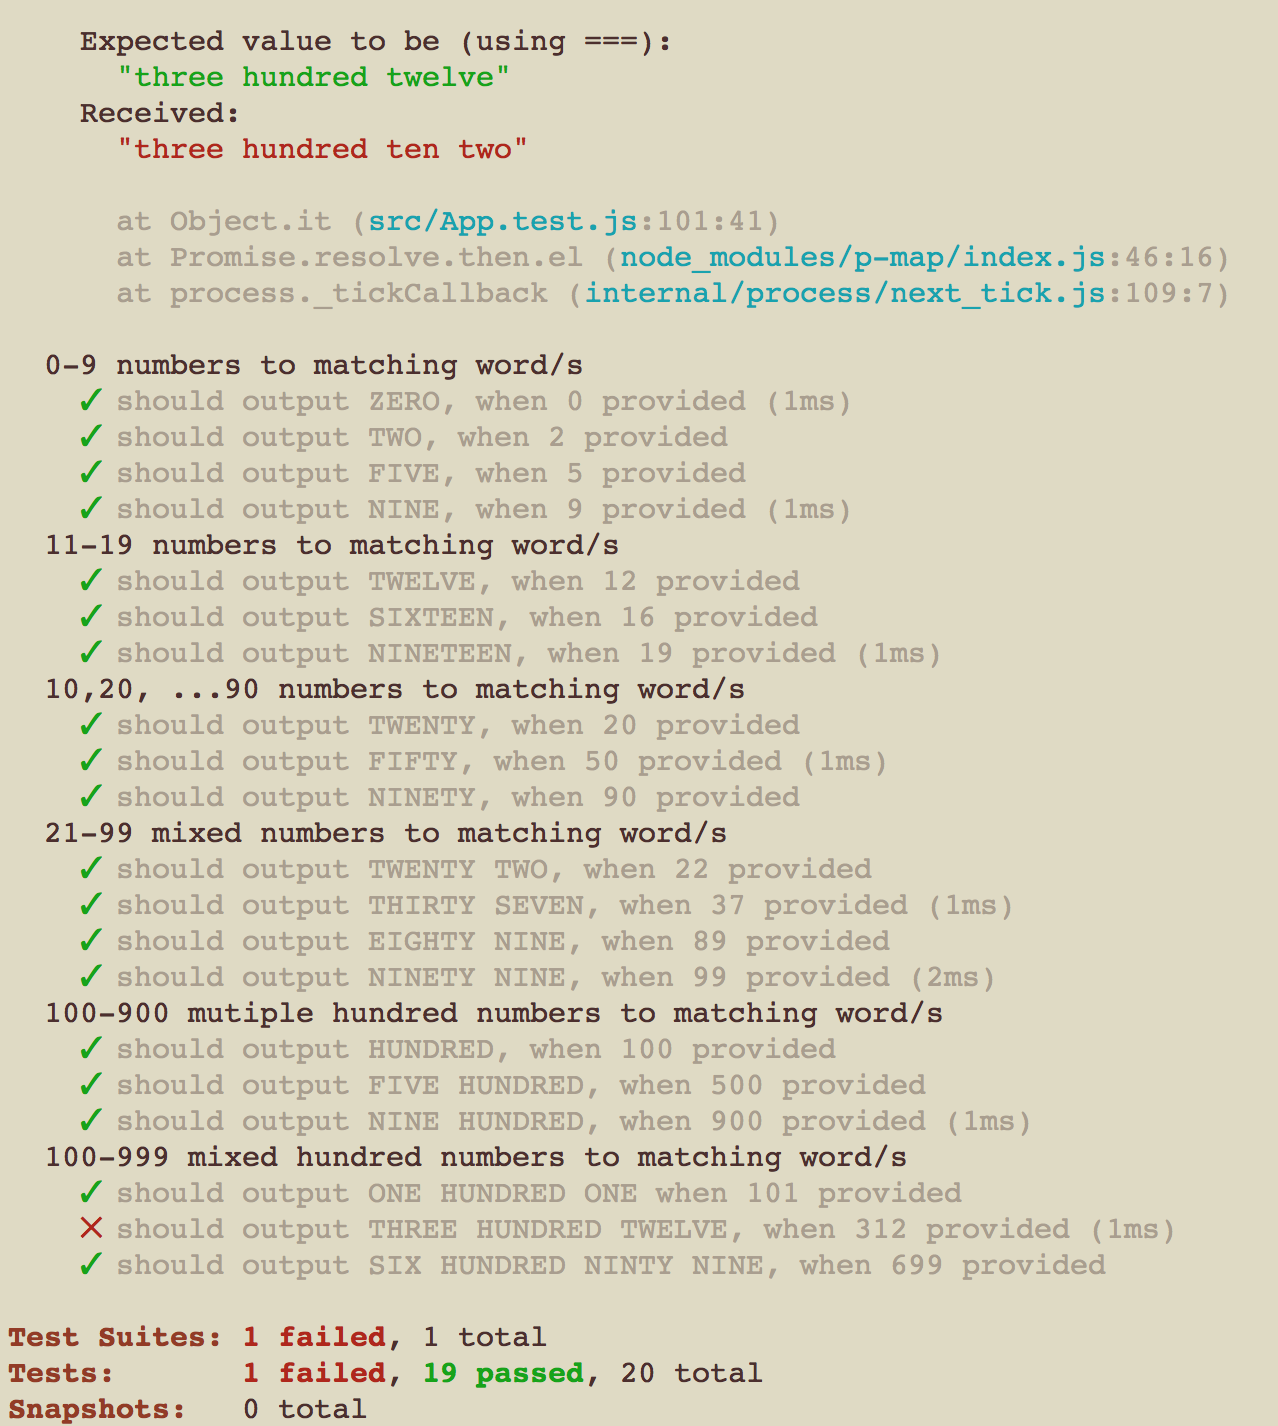 Expected value to be (using ===):
"three hundred twelve"
Received:
"three hundred ten two"
at Object.it (src/App.test.js:101:41)
at Promise.resolve.then.el (node_modules/p-map/index.js:46:16)
at process._tickCallback (internal/process/next_tick.js:109:7)
0-9 numbers to matching word/s
✓ should output ZERO, when 0 provided (1ms)
✓ should output TWO, when 2 provided
✓ should output FIVE, when 5 provided
✓ should output NINE, when 9 provided (1ms)
11-19 numbers to matching word/s
✓ should output TWELVE, when 12 provided
✓ should output SIXTEEN, when 16 provided
✓ should output NINETEEN, when 19 provided (1ms)
10,20, ...90 numbers to matching word/s
✓ should output TWENTY, when 20 provided
✓ should output FIFTY, when 50 provided (1ms)
✓ should output NINETY, when 90 provided
21-99 mixed numbers to matching word/s
✓ should output TWENTY TWO, when 22 provided
✓ should output THIRTY SEVEN, when 37 provided (1ms)
✓ should output EIGHTY NINE, when 89 provided
✓ should output NINETY NINE, when 99 provided (2ms)
100-900 mutiple hundred numbers to matching word/s
✓ should output HUNDRED, when 100 provided
✓ should output FIVE HUNDRED, when 500 provided
✓ should output NINE HUNDRED, when 900 provided (1ms)
100-999 mixed hundred numbers to matching word/s
✓ should output ONE HUNDRED ONE when 101 provided
✕ should output THREE HUNDRED TWELVE, when 312 provided (1ms)
✓ should output SIX HUNDRED NINTY NINE, when 699 provided
Test Suites: 1 failed, 1 total
Tests: 1 failed, 19 passed, 20 total
Snapshots: 0 total